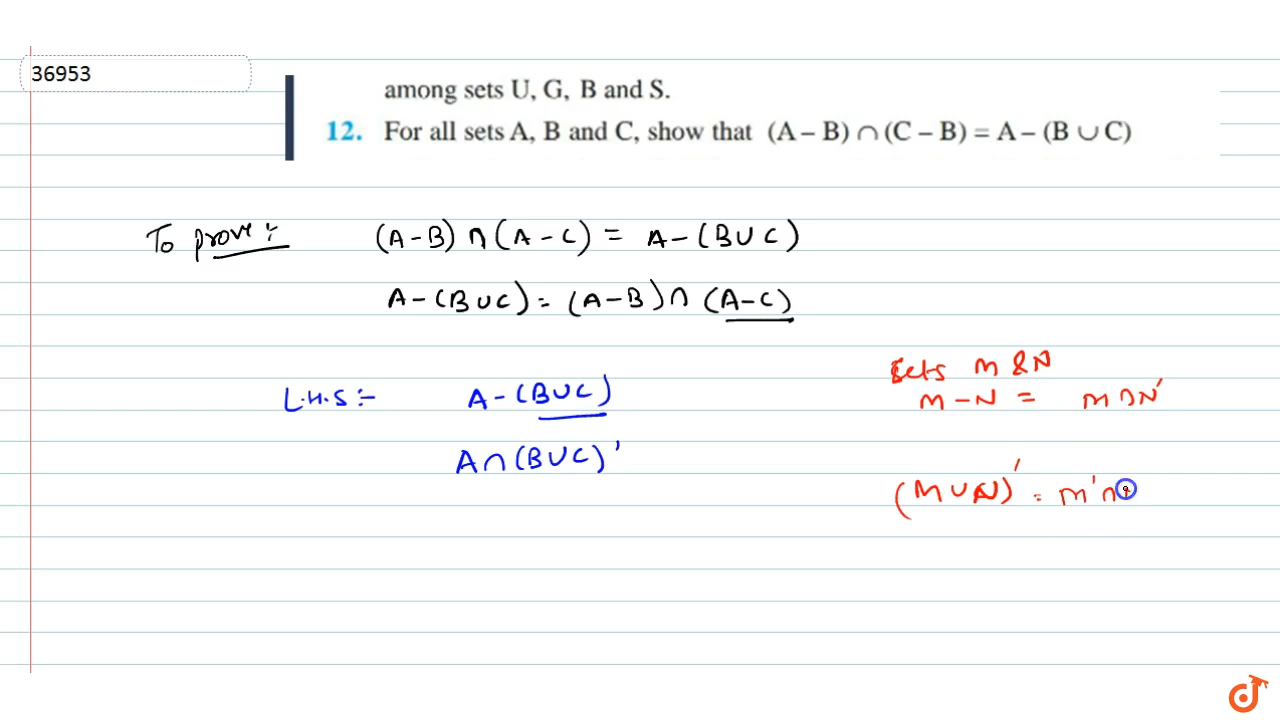 36953
among sets U, G, B and S.
12. For all sets A, B and C, show that (A – B) ∩ (C – B) = A – (B ∪ C)
To prove :- (A-B) ∩ (A-C) = A-(B∪C)
A-(B∪C) = (A-B) ∩ (A-C)
Sets M & N
M - N = M ∩ N'
L.H.S :- A-(B∪C)
A∩(B∪C)'
(M∪N)' = M'∩